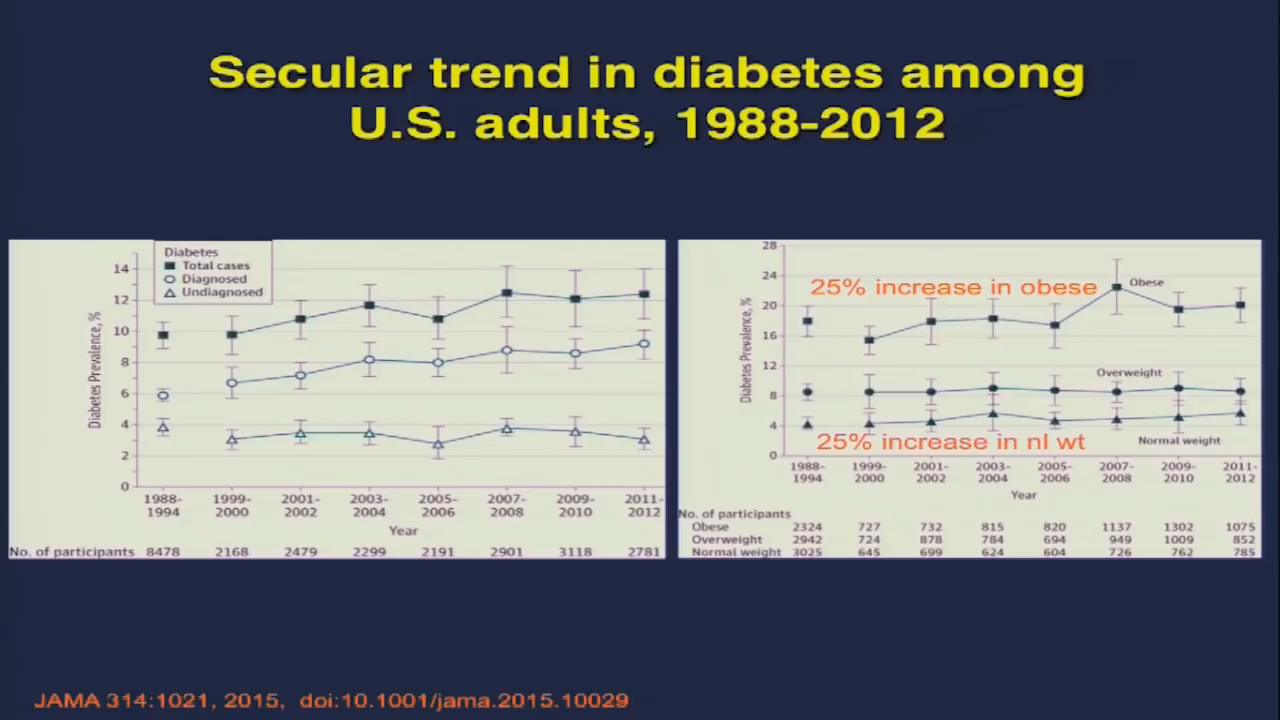 Secular trend in diabetes among
U.S. adults, 1988-2012
Diabetes
Total cases
Diagnosed
Undiagnosed
Diabetes Prevalence, %
14
12
10
8
6
4
2
0
1988- 1999- 2001- 2003- 2005- 2007- 2009- 2011-
1994 2000 2002 2004 2006 2008 2010 2012
Year
No. of participants 8478 2168 2479 2299 2191 2901 3118 2781
Diabetes Prevalence, %
28
24
20
16
12
8
4
0
25% increase in obese
Obese
Overweight
25% increase in nl wt
Normal weight
1988- 1999- 2001- 2003- 2005- 2007- 2009- 2011-
1994 2000 2002 2004 2006 2008 2010 2012
Year
No. of participants
Obese 2324 727 732 815 820 1137 1302 1075
Overweight 2942 724 878 784 694 949 1009 852
Normal weight 3025 645 699 624 604 726 762 785
JAMA 314:1021, 2015, doi:10.1001/jama.2015.10029